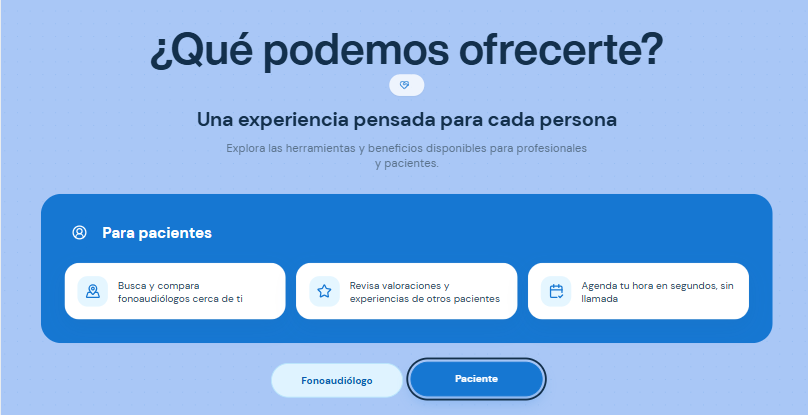 ¿Qué podemos ofrecerte?
Una experiencia pensada para cada persona
Explora las herramientas y beneficios disponibles para profesionales
y pacientes.
Para pacientes
Busca y compara
fonoaudiólogos cerca de ti
Revisa valoraciones y
experiencias de otros pacientes
Agenda tu hora en segundos, sin
llamada
Fonoaudiólogo
Paciente